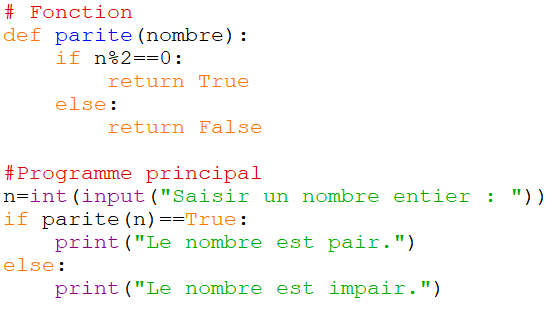 # Fonction
def parite(nombre):
    if n%2==0:
        return True
    else:
        return False

#Programme principal
n=int(input("Saisir un nombre entier : "))
if parite(n)==True:
    print("Le nombre est pair.")
else:
    print("Le nombre est impair.")